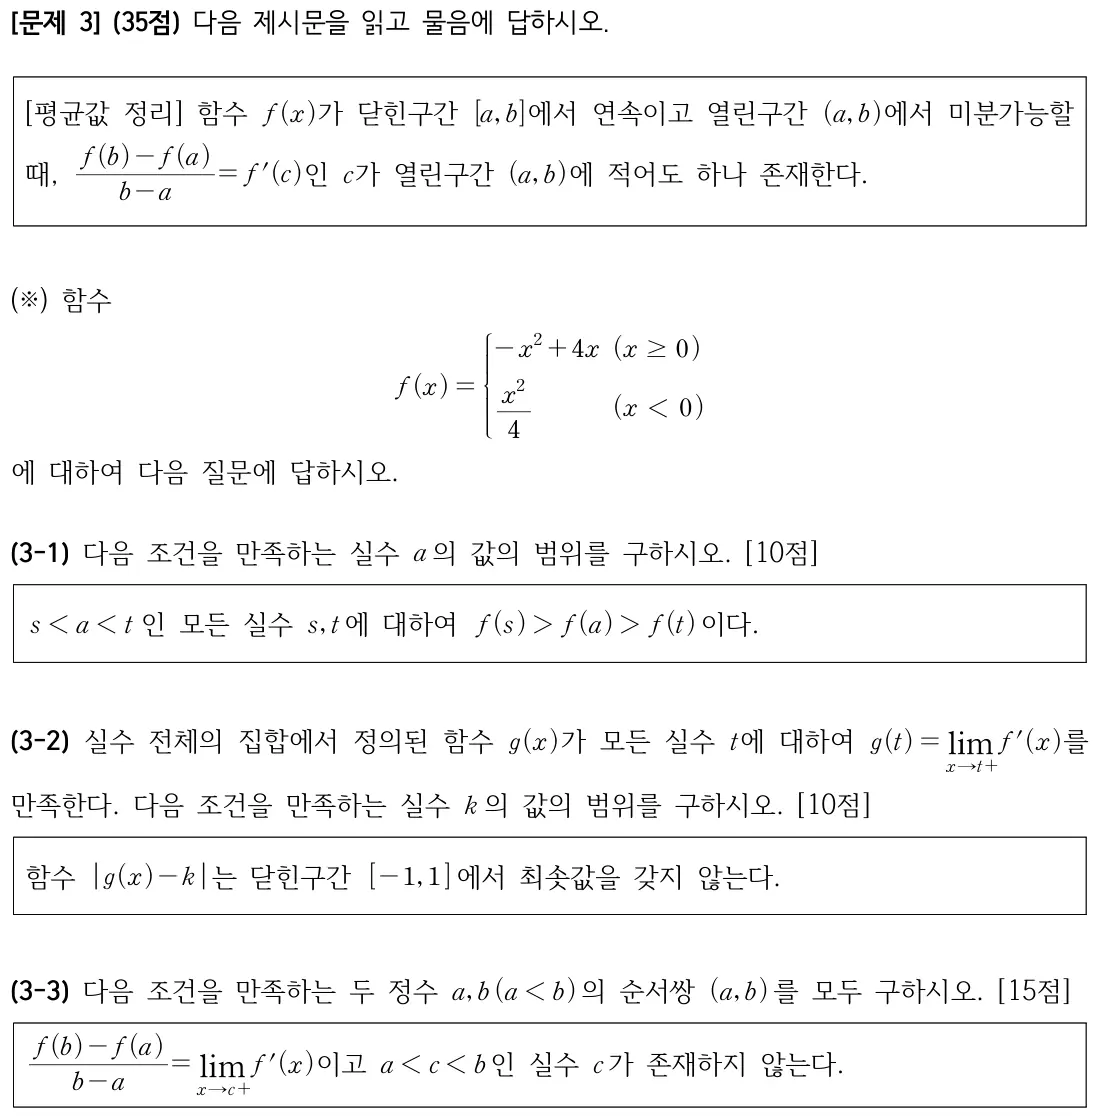 [문제 3] (35점) 다음 제시문을 읽고 물음에 답하시오.
[평균값 정리] 함수 f(x)가 닫힌구간 [a, b]에서 연속이고 열린구간 (a, b)에서 미분가능할
때, \frac{f(b)-f(a)}{b-a}=f'(c)인 c가 열린구간 (a, b)에 적어도 하나 존재한다.
(※) 함수
f(x) = \begin{cases} -x^2+4x & (x \geq 0) \\ \frac{x^2}{4} & (x < 0) \end{cases}
에 대하여 다음 질문에 답하시오.
(3-1) 다음 조건을 만족하는 실수 a의 값의 범위를 구하시오. [10점]
s < a < t 인 모든 실수 s, t에 대하여 f(s) > f(a) > f(t)이다.
(3-2) 실수 전체의 집합에서 정의된 함수 g(x)가 모든 실수 t에 대하여 g(t) = \lim_{x \to t+} f'(x)를
만족한다. 다음 조건을 만족하는 실수 k의 값의 범위를 구하시오. [10점]
함수 |g(x)-k|는 닫힌구간 [-1, 1]에서 최솟값을 갖지 않는다.
(3-3) 다음 조건을 만족하는 두 정수 a, b(a < b)의 순서쌍 (a, b)를 모두 구하시오. [15점]
\frac{f(b)-f(a)}{b-a} = \lim_{x \to c+} f'(x)이고 a < c < b인 실수 c가 존재하지 않는다.